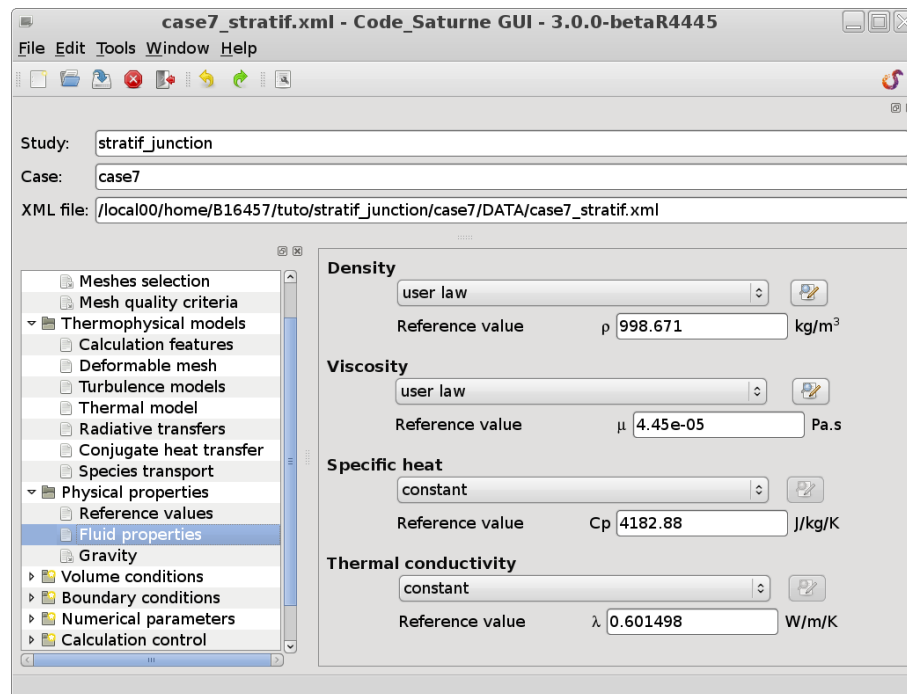 case7_stratif.xml - Code_Saturne GUI - 3.0.0-betaR4445
File Edit Tools Window Help
Study: stratif_junction
Case: case7
XML file: /local00/home/B16457/tuto/stratif_junction/case7/DATA/case7_stratif.xml
Meshes selection
Mesh quality criteria
Thermophysical models
Calculation features
Deformable mesh
Turbulence models
Thermal model
Radiative transfers
Conjugate heat transfer
Species transport
Physical properties
Reference values
Fluid properties
Gravity
Volume conditions
Boundary conditions
Numerical parameters
Calculation control
Density
user law
Reference value ρ 998.671 kg/m³
Viscosity
user law
Reference value μ 4.45e-05 Pa.s
Specific heat
constant
Reference value Cp 4182.88 J/kg/K
Thermal conductivity
constant
Reference value λ 0.601498 W/m/K